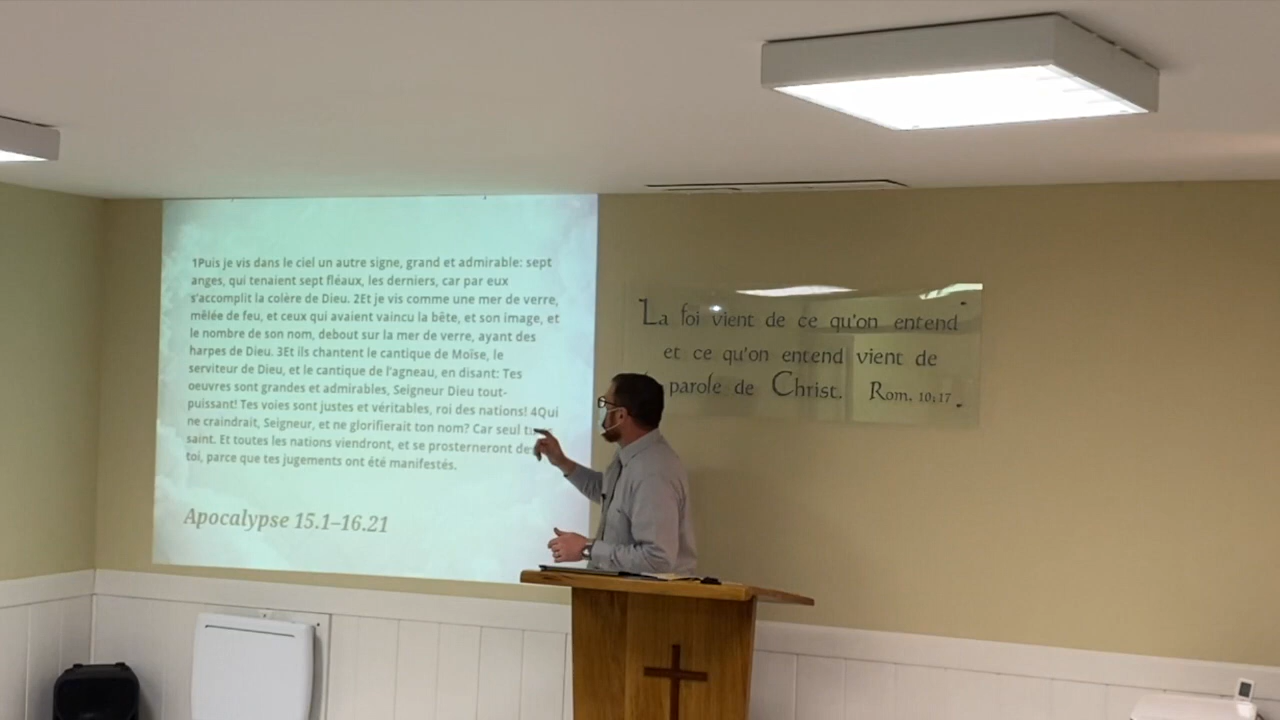 1Puis je vis dans le ciel un autre signe, grand et admirable: sept
anges, qui tenaient sept fléaux, les derniers, car par eux
s'accomplit la colère de Dieu. 2Et je vis comme une mer de verre,
mêlée de feu, et ceux qui avaient vaincu la bête, et son image, et
le nombre de son nom, debout sur la mer de verre, ayant des
harpes de Dieu. 3Et ils chantent le cantique de Moïse, le
serviteur de Dieu, et le cantique de l'agneau, en disant: Tes
oeuvres sont grandes et admirables, Seigneur Dieu tout-
puissant! Tes voies sont justes et véritables, roi des nations! 4Qui
ne craindrait, Seigneur, et ne glorifierait ton nom? Car seul
saint. Et toutes les nations viendront, et se prosterneront
toi, parce que tes jugements ont été manifestés.
Apocalypse 15.1–16.21
La foi vient de ce qu'on entend
et ce qu'on entend vient de
parole de Christ. Rom. 10:17